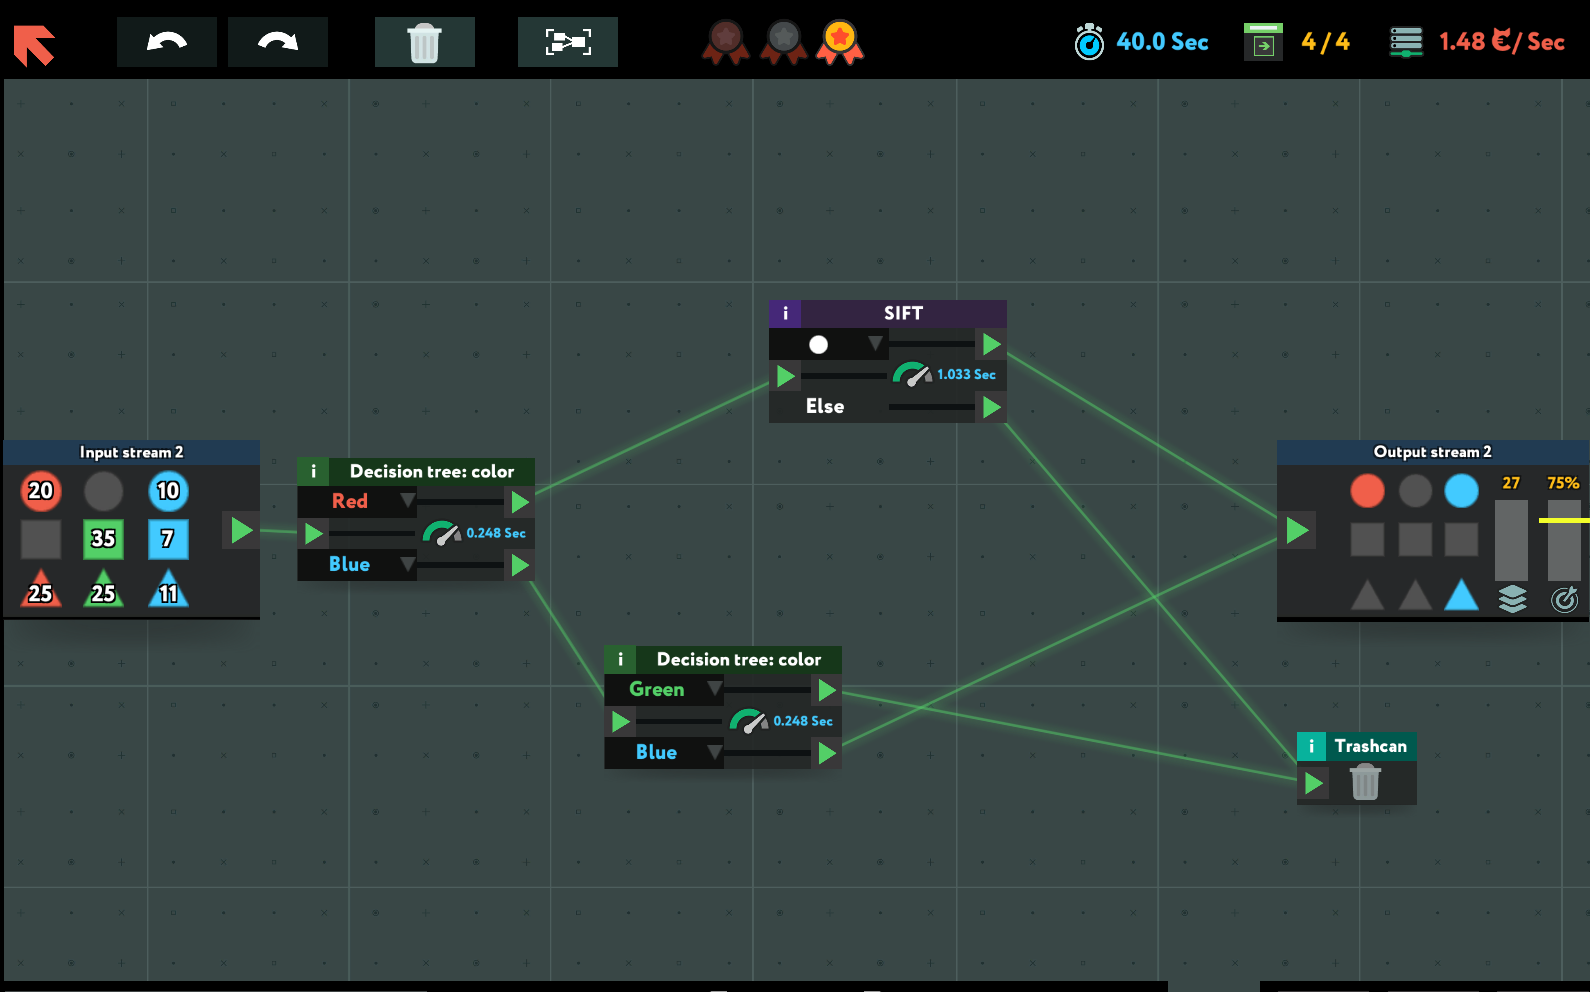 40.0 Sec
4/4
1.48 €/ Sec
Input stream 2
20
10
35
7
25
25
11
i Decision tree: color
Red
0.248 Sec
Blue
i SIFT
1.033 Sec
Else
i Decision tree: color
Green
0.248 Sec
Blue
Output stream 2
27
75%
i Trashcan